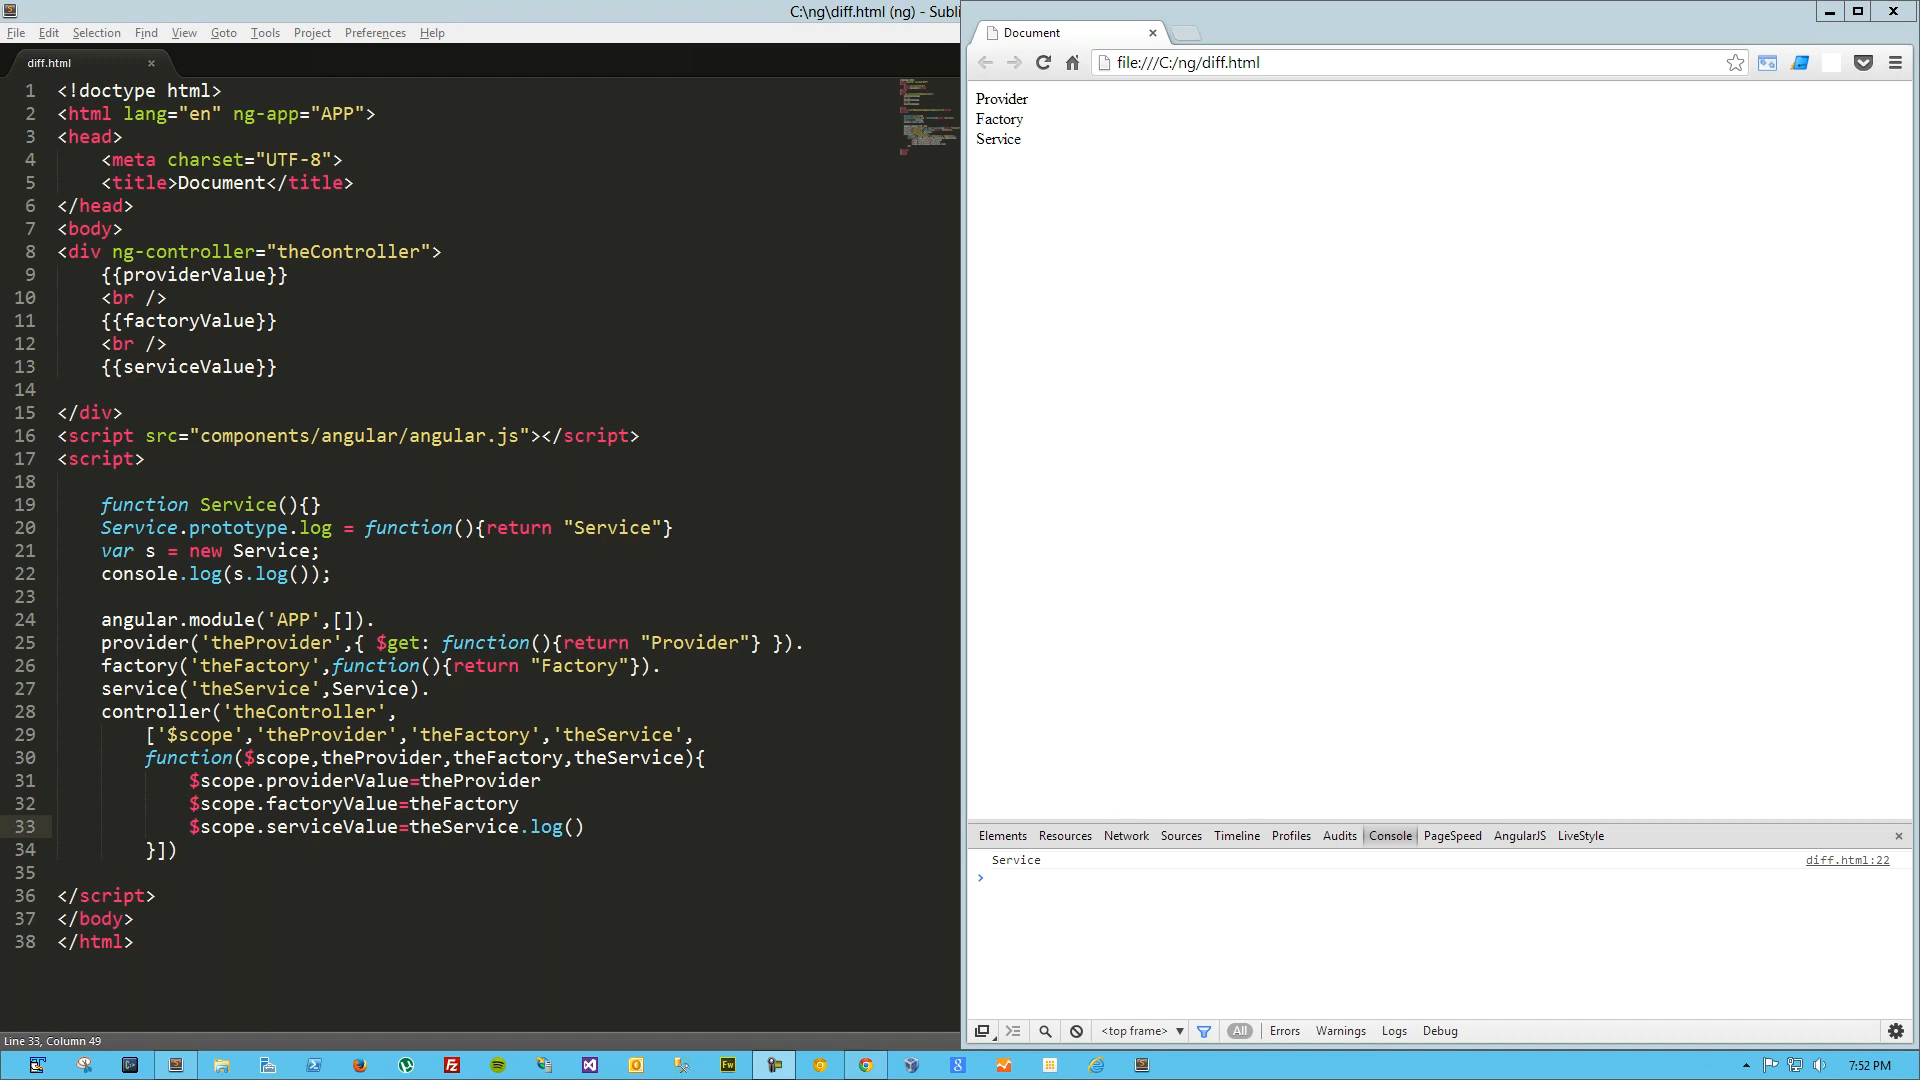 C:\ng\diff.html (ng) - Subli
File Edit Selection Find View Goto Tools Project Preferences Help
diff.html
1 <!doctype html>
2 <html lang="en" ng-app="APP">
3 <head>
4 <meta charset="UTF-8">
5 <title>Document</title>
6 </head>
7 <body>
8 <div ng-controller="theController">
9 {{providerValue}}
10 <br />
11 {{factoryValue}}
12 <br />
13 {{serviceValue}}
14
15 </div>
16 <script src="components/angular/angular.js"></script>
17 <script>
18
19 function Service(){}
20 Service.prototype.log = function(){return "Service"}
21 var s = new Service;
22 console.log(s.log());
23
24 angular.module('APP',[]).
25 provider('theProvider',{ $get: function(){return "Provider"} }).
26 factory('theFactory',function(){return "Factory"}).
27 service('theService',Service).
28 controller('theController',
29 ['$scope','theProvider','theFactory','theService',
30 function($scope,theProvider,theFactory,theService){
31 $scope.providerValue=theProvider
32 $scope.factoryValue=theFactory
33 $scope.serviceValue=theService.log()
34 }])
35
36 </script>
37 </body>
38 </html>
Line 33, Column 49
Document
file:///C:/ng/diff.html
Provider
Factory
Service
Elements Resources Network Sources Timeline Profiles Audits Console PageSpeed AngularJS LiveStyle
Service diff.html:22
<top frame> All Errors Warnings Logs Debug
7:52 PM